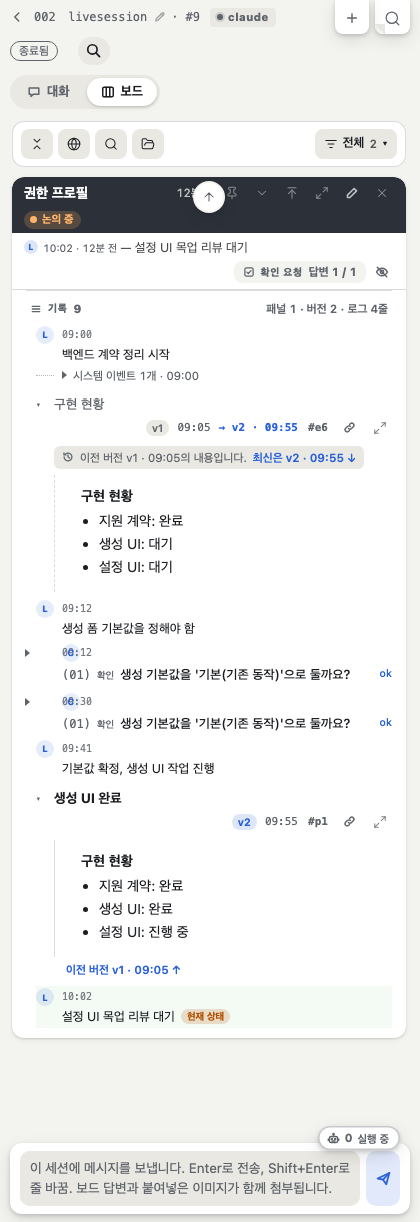 002 livesession · #9 claude
종료됨
대화 보드
전체 2
권한 프로필
논의 중
L 10:02 · 12분 전 — 설정 UI 목업 리뷰 대기
확인 요청 답변 1 / 1
기록 9 패널 1 · 버전 2 · 로그 4줄
L 09:00
백엔드 계약 정리 시작
시스템 이벤트 1개 · 09:00
구현 현황
v1 09:05 → v2 · 09:55 #e6
이전 버전 v1 · 09:05의 내용입니다. 최신은 v2 · 09:55 ↓
구현 현황
• 지원 계약: 완료
• 생성 UI: 대기
• 설정 UI: 대기
L 09:12
생성 폼 기본값을 정해야 함
:12
(01) 확인 생성 기본값을 '기본(기존 동작)'으로 둘까요? ok
:30
(01) 확인 생성 기본값을 '기본(기존 동작)'으로 둘까요? ok
L 09:41
기본값 확정, 생성 UI 작업 진행
생성 UI 완료
v2 09:55 #p1
구현 현황
• 지원 계약: 완료
• 생성 UI: 완료
• 설정 UI: 진행 중
이전 버전 v1 · 09:05 ↑
L 10:02
설정 UI 목업 리뷰 대기 현재 상태
0 실행 중
이 세션에 메시지를 보냅니다. Enter로 전송, Shift+Enter로
줄 바꿈. 보드 답변과 붙여넣은 이미지가 함께 첨부됩니다.